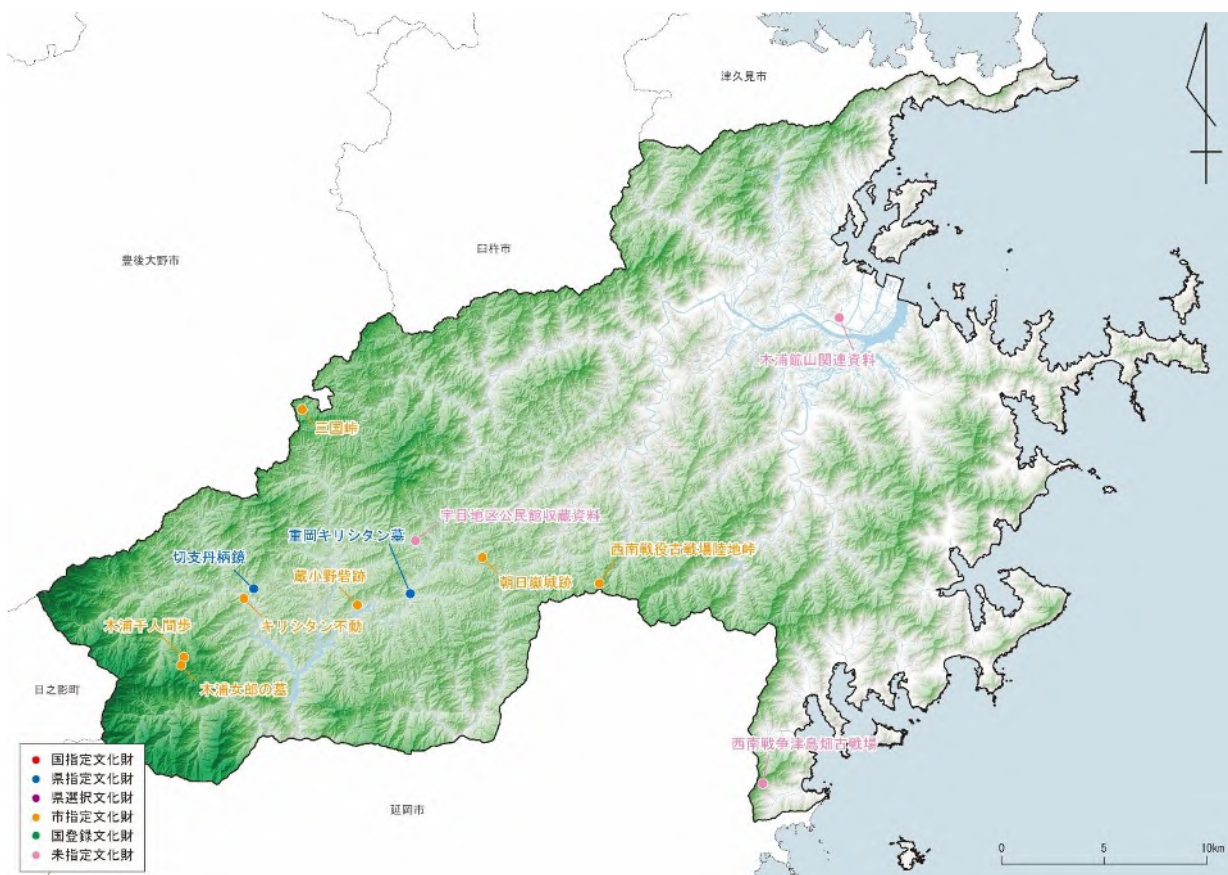 津久見市
臼杵市
豊後大野市
木浦鉱山関連資料
三国峠
宇目地区公民館収蔵資料
重岡キリシタン墓
切支丹柄鏡
西南戦役古戦場陸地峠
蔵小野砦跡
朝日嶽城跡
木浦千人間歩
キリシタン不動
日之影町
木浦女郎の墓
西南戦争津島畑古戦場
国指定文化財
県指定文化財
県選択文化財
市指定文化財
国登録文化財
未指定文化財
延岡市
0 5 10km